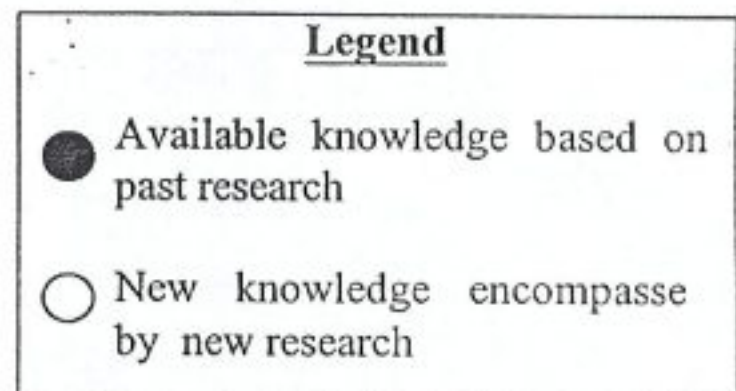 Legend
Available knowledge based on
past research
New knowledge encompasse
by new research